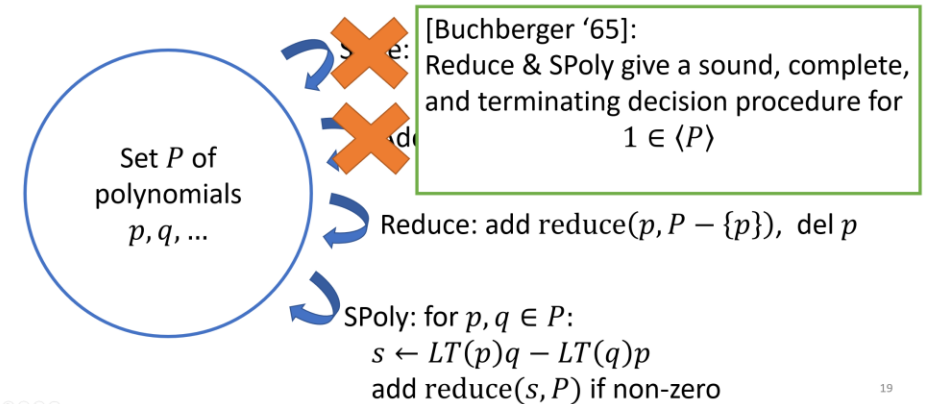 [Buchberger ‘65]:
Reduce & SPoly give a sound, complete,
and terminating decision procedure for
1 ∈ ⟨P⟩
Set P of
polynomials
p, q, …
Reduce: add reduce(p, P − {p}), del p
SPoly: for p, q ∈ P:
s ← LT(p)q − LT(q)p
add reduce(s, P) if non-zero
19